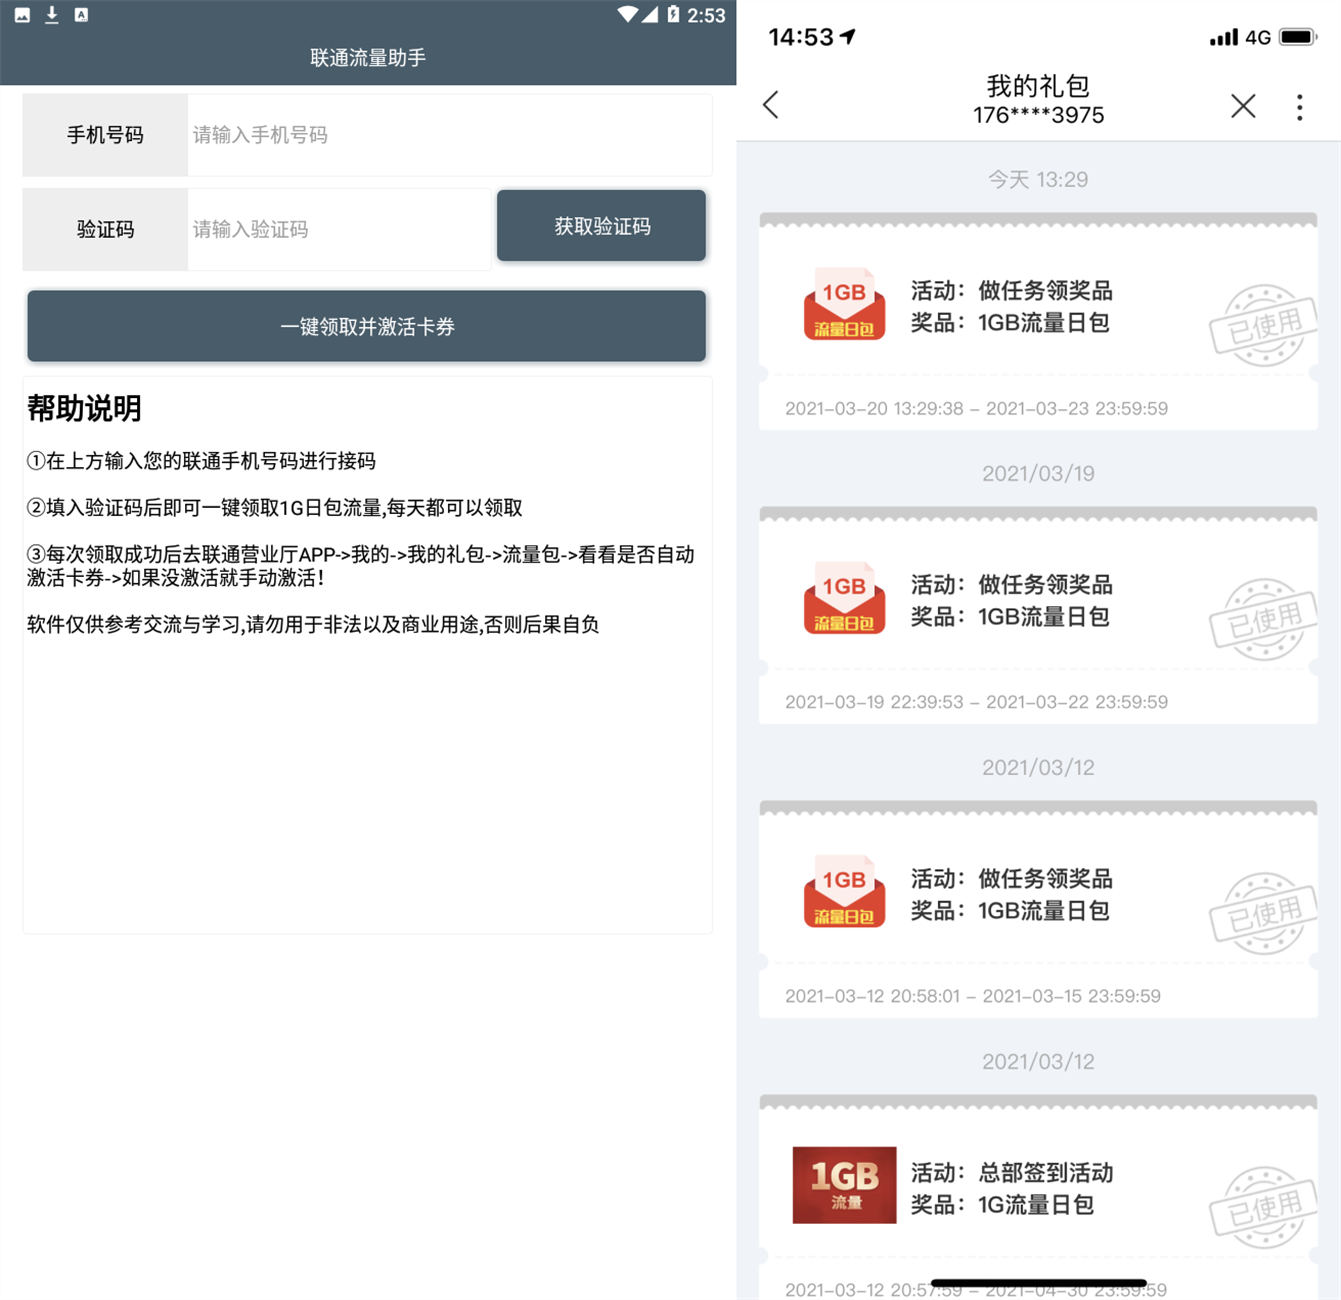 2:53
联通流量助手
手机号码
请输入手机号码
验证码
请输入验证码
获取验证码
一键领取并激活卡券
帮助说明
①在上方输入您的联通手机号码进行接码
②填入验证码后即可一键领取1G日包流量,每天都可以领取
③每次领取成功后去联通营业厅APP->我的->我的礼包->流量包->看看是否自动
激活卡券->如果没激活就手动激活！
软件仅供参考交流与学习,请勿用于非法以及商业用途,否则后果自负
14:53
4G
我的礼包
176****3975
今天 13:29
1GB
流量日包
活动：做任务领奖品
奖品：1GB流量日包
已使用
2021-03-20 13:29:38 - 2021-03-23 23:59:59
2021/03/19
1GB
流量日包
活动：做任务领奖品
奖品：1GB流量日包
已使用
2021-03-19 22:39:53 - 2021-03-22 23:59:59
2021/03/12
1GB
流量日包
活动：做任务领奖品
奖品：1GB流量日包
已使用
2021-03-12 20:58:01 - 2021-03-15 23:59:59
2021/03/12
1GB
流量
活动：总部签到活动
奖品：1G流量日包
已使用
2021-03-12 20:57:59 - 2021-04-30 23:59:59